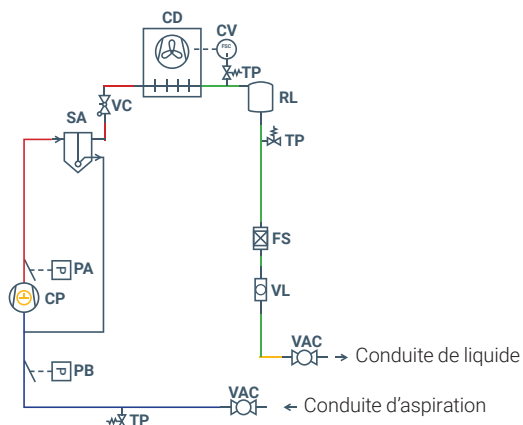 CD
CV
FSC
TP
RL
VC
SA
TP
PA
P
CP
FS
VL
VAC
Conduite de liquide
PB
P
VAC
Conduite d'aspiration
TP